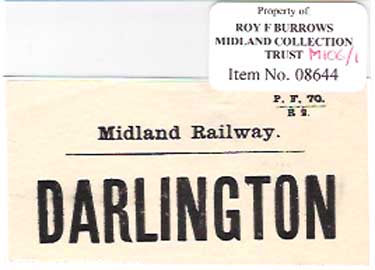 Property of
ROY F BURROWS
MIDLAND COLLECTION
TRUST M106/1
Item No. 08644
P. F. 70.
R 2.
Midland Railway.
DARLINGTON